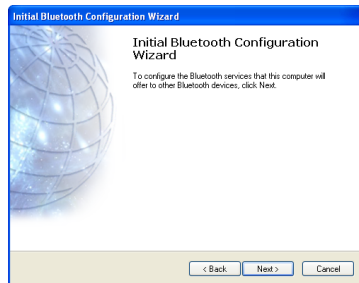 Initial Bluetooth Configuration Wizard
Initial Bluetooth Configuration
Wizard
To configure the Bluetooth services that this computer will
offer to other Bluetooth devices, click Next.
< Back
Next >
Cancel